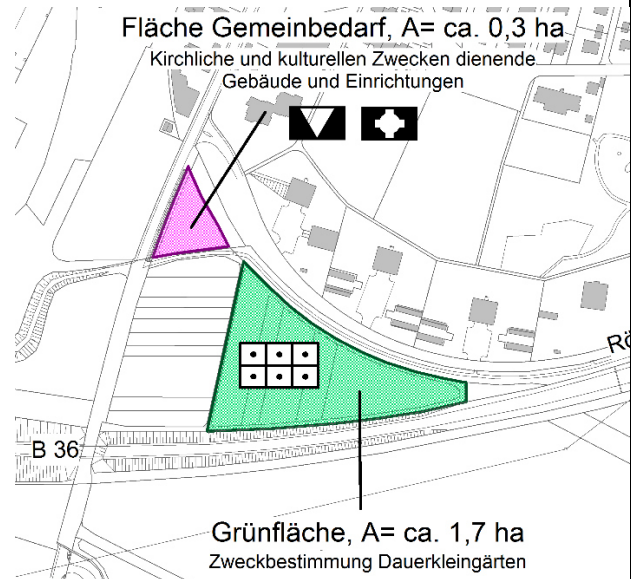 Fläche Gemeinbedarf, A= ca. 0,3 ha
Kirchliche und kulturellen Zwecken dienende
Gebäude und Einrichtungen
Rö
B 36
Grünfläche, A= ca. 1,7 ha
Zweckbestimmung Dauerkleingärten